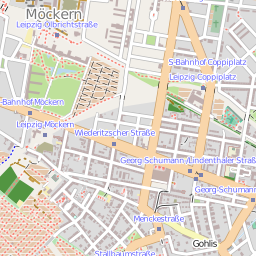 Möckern
Leipzig-Olbrichtstraße
S-Bahnhof Coppiplatz
Leipzig Coppiplatz
-Bahnhof Möckern
Leipzig-Möckern
Wiederitzscher Straße
Georg-Schumann-/Lindenthaler Straße
Georg-Schumann-
Menckestraße
Gohlis
Stallbaumstraße